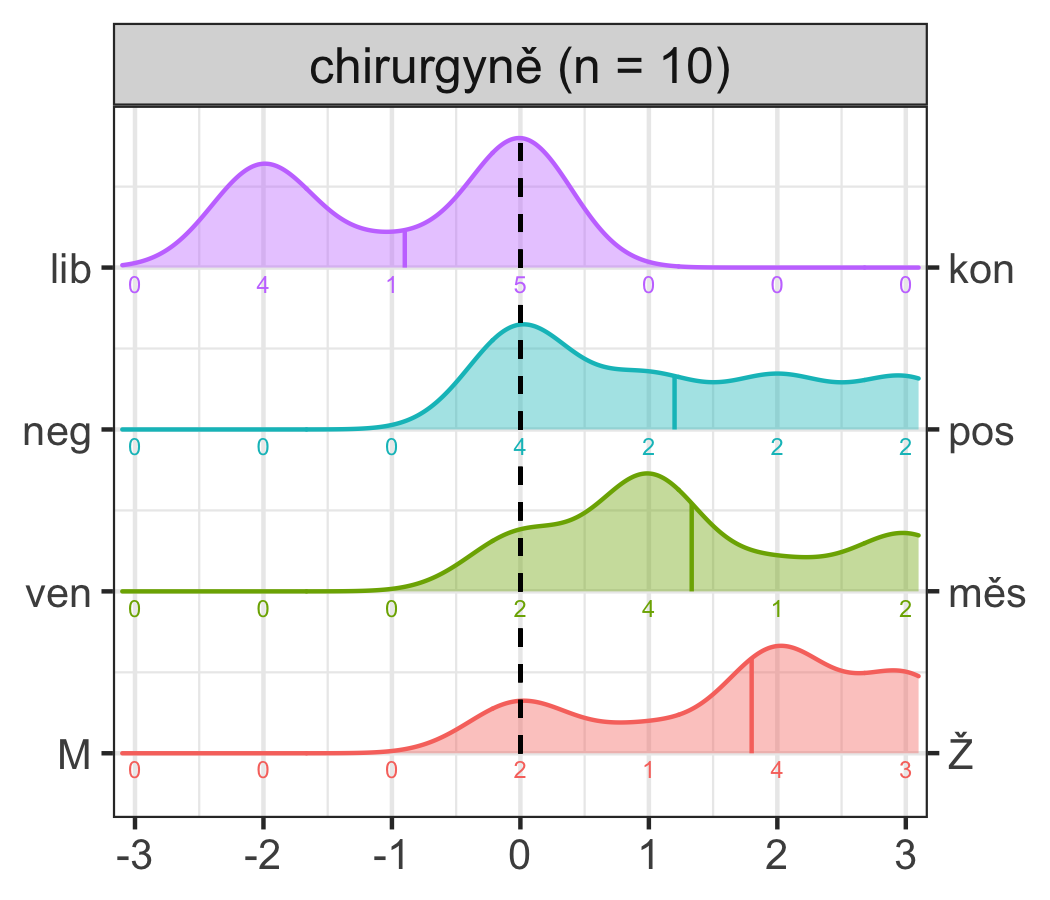 chirurgyně (n = 10)
lib kon
0 4 1 5 0 0 0
neg pos
0 0 0 4 2 2 2
ven měs
0 0 0 2 4 1 2
M Ž
0 0 0 2 1 4 3
-3 -2 -1 0 1 2 3